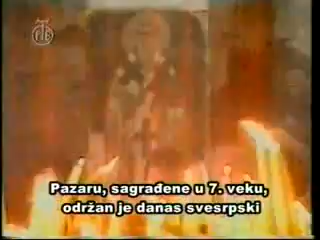 Pazaru, sagrađene u 7. veku,
održan je danas svesrpski